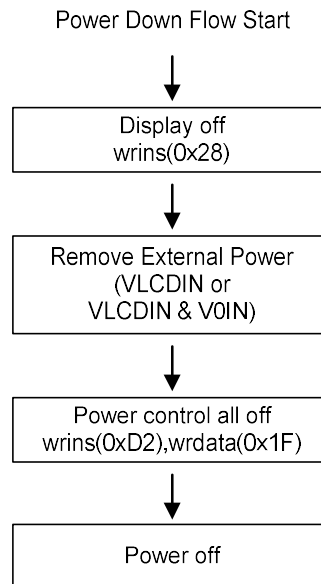 Power Down Flow Start
Display off
wrins(0x28)
Remove External Power
(VLCDIN or
VLCDIN & V0IN)
Power control all off
wrins(0xD2),wrdata(0x1F)
Power off